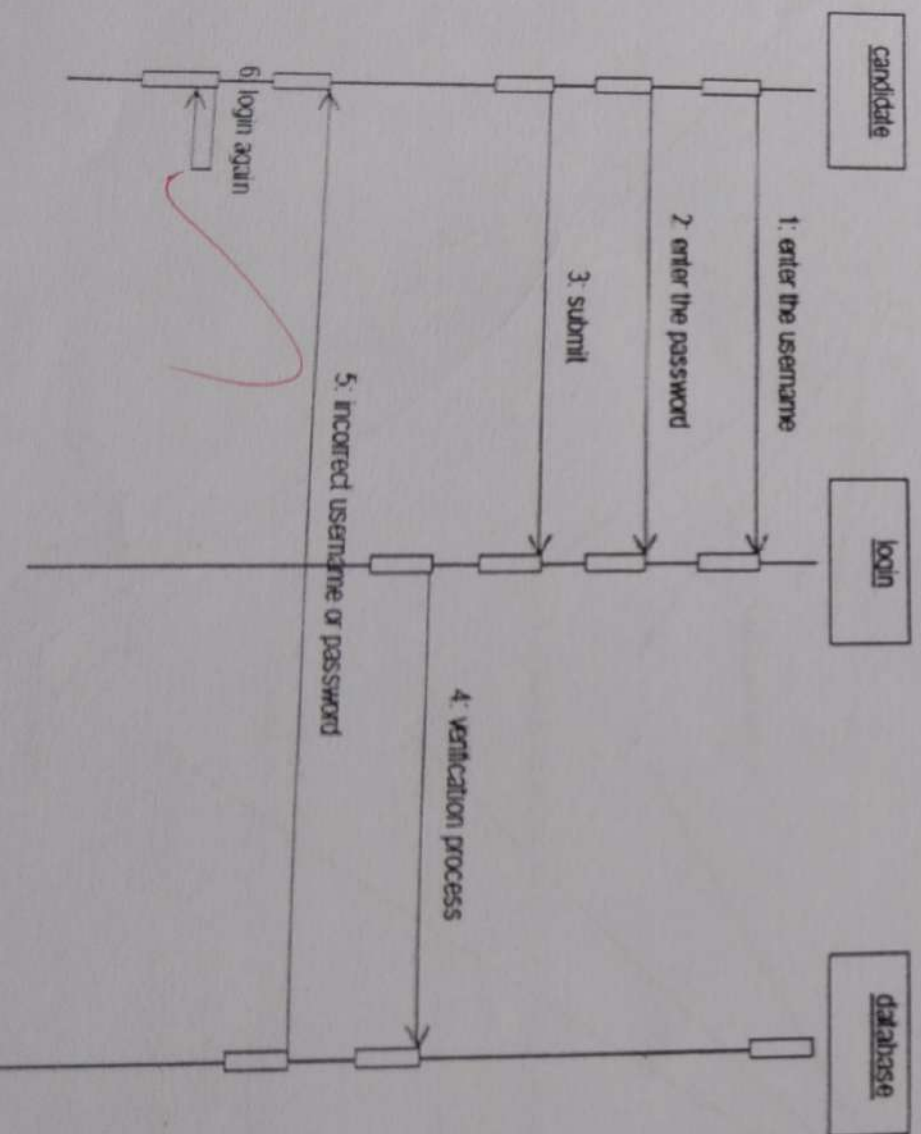 candidate
login
database
1: enter the username
2: enter the password
3: submit
4: verification process
5: incorrect username or password
6: login again